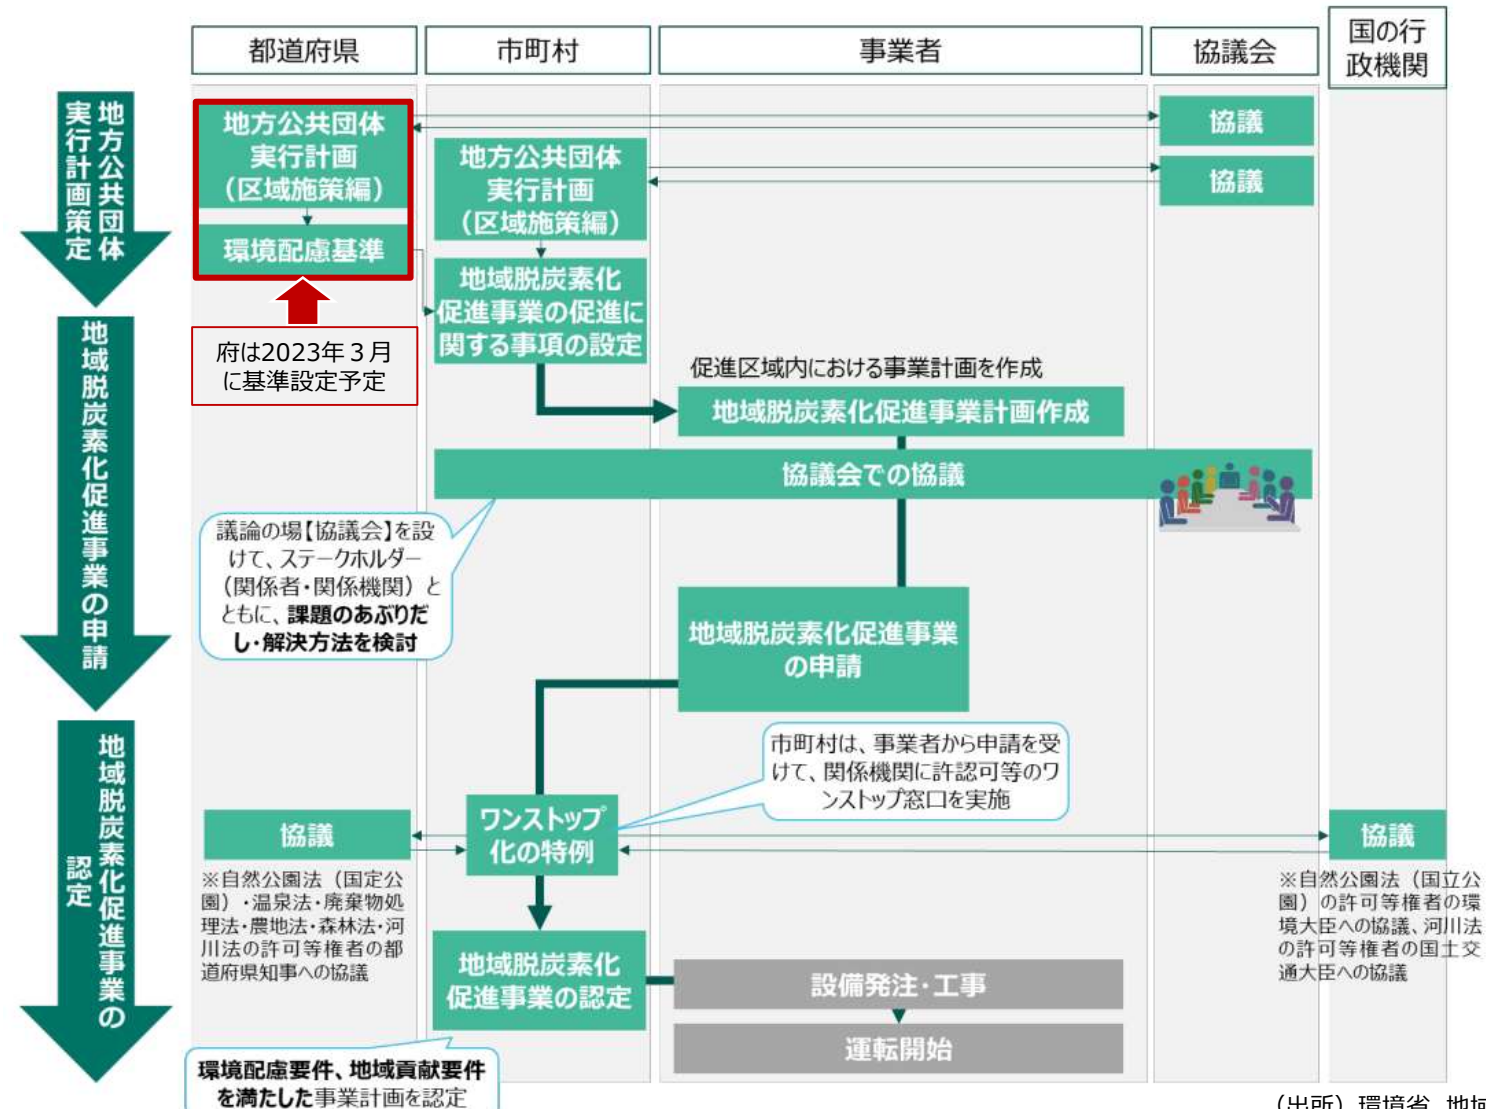 都道府県
市町村
事業者
協議会
国の行
政機関
地方公共団体
実行計画策定
地方公共団体
実行計画
（区域施策編）
環境配慮基準
府は2023年３月
に基準設定予定
地方公共団体
実行計画
（区域施策編）
地域脱炭素化
促進事業の促進に
関する事項の設定
協議
協議
地域脱炭素化促進事業の申請
促進区域内における事業計画を作成
地域脱炭素化促進事業計画作成
協議会での協議
議論の場【協議会】を設
けて、ステークホルダー
（関係者・関係機関）と
ともに、課題のあぶりだ
し・解決方法を検討
地域脱炭素化促進事業
の申請
市町村は、事業者から申請を受
けて、関係機関に許認可等のワ
ンストップ窓口を実施
地域脱炭素化促進事業の
認定
協議
※自然公園法（国定公
園）・温泉法・廃棄物処
理法・農地法・森林法・河
川法の許可等権者の都
道府県知事への協議
ワンストップ
化の特例
協議
※自然公園法（国立公
園）の許可等権者の環
境大臣への協議、河川法
の許可等権者の国土交
通大臣への協議
地域脱炭素化
促進事業の認定
設備発注・工事
運転開始
環境配慮要件、地域貢献要件
を満たした事業計画を認定
（出所）環境省 地域